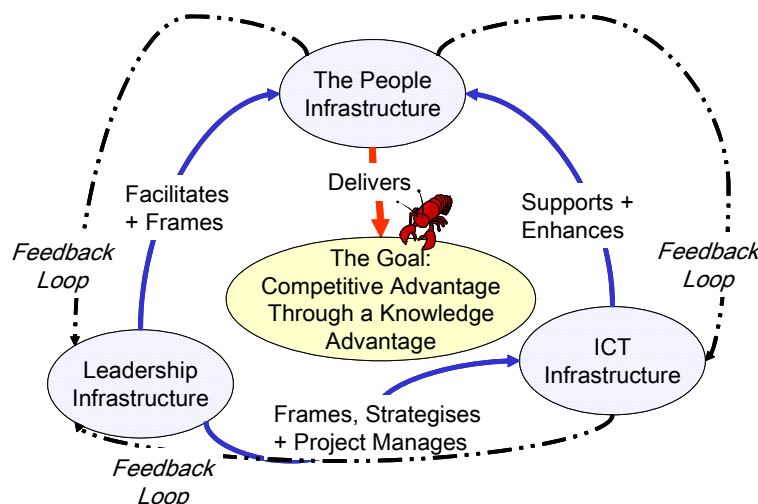 The People
Infrastructure
Facilitates
+ Frames
Delivers
Supports +
Enhances
Feedback
Loop
Feedback
Loop
The Goal:
Competitive Advantage
Through a Knowledge
Advantage
Leadership
Infrastructure
ICT
Infrastructure
Frames, Strategises
+ Project Manages
Feedback
Loop